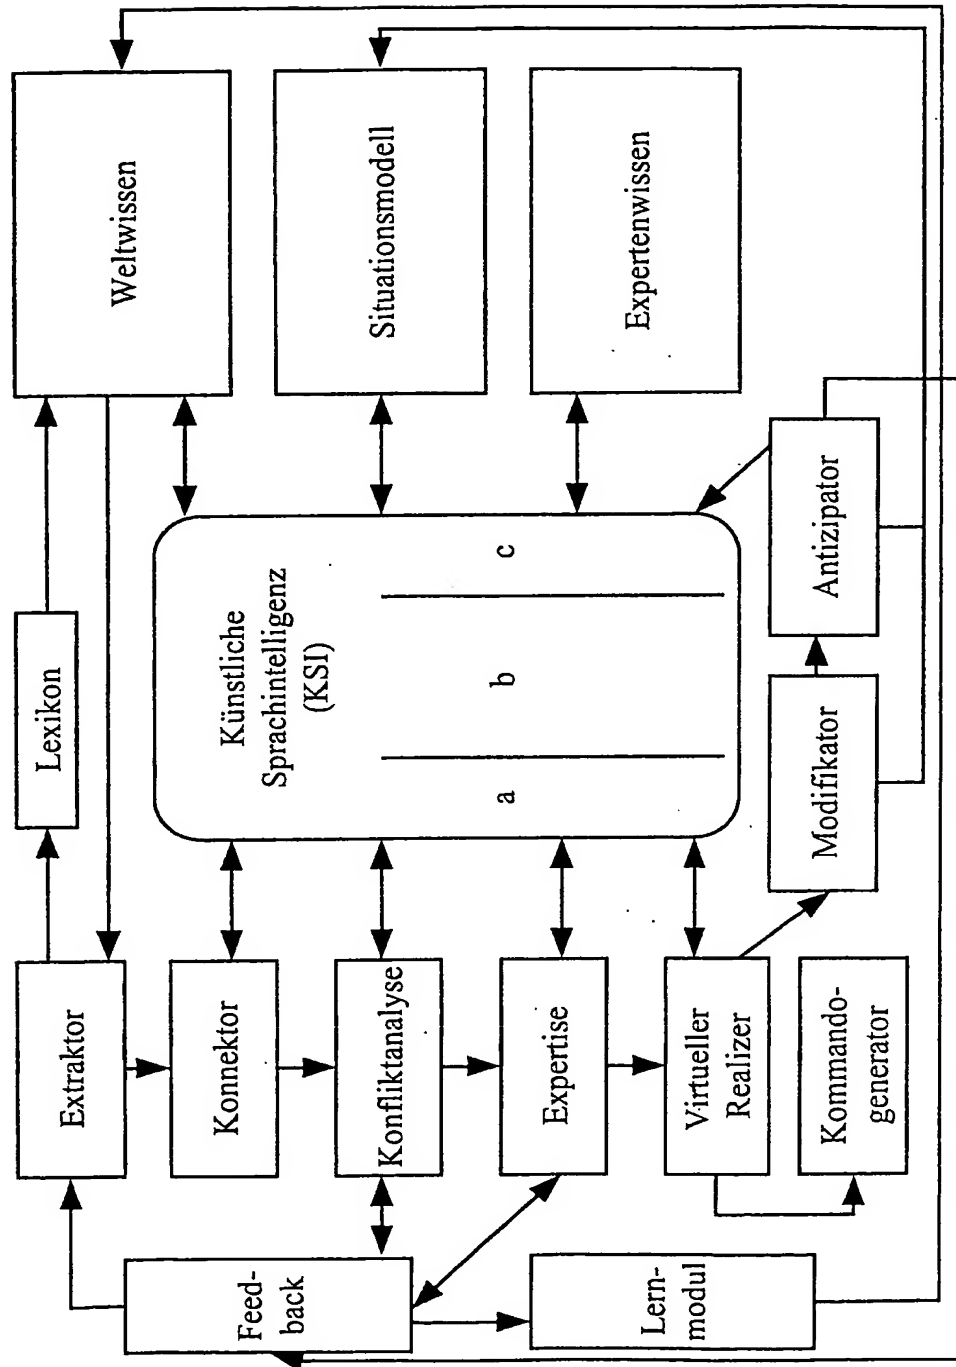 Lexikon
Extraktor
Weltwissen
Konnektor
Künstliche
Sprachintelligenz
(KSI)
Feed-
back
Konfliktanalyse
Situationsmodell
a
b
c
Expertise
Expertenwissen
Lern-
modul
Virtueller
Realizer
Modifikator
Antizipator
Kommando-
generator